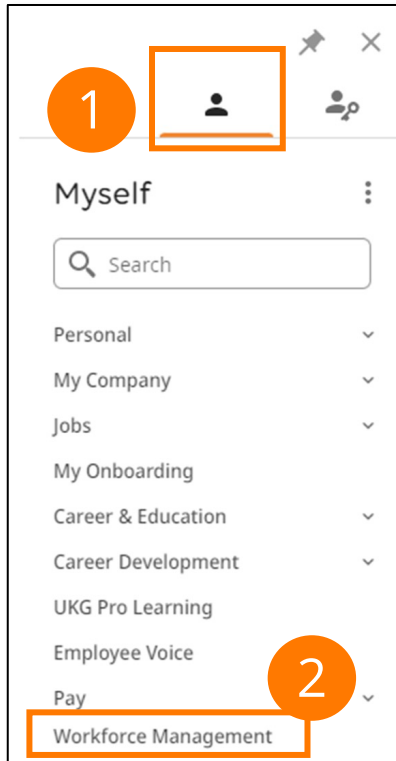 1
Myself
Search
Personal
My Company
Jobs
My Onboarding
Career & Education
Career Development
UKG Pro Learning
Employee Voice
2
Pay
Workforce Management